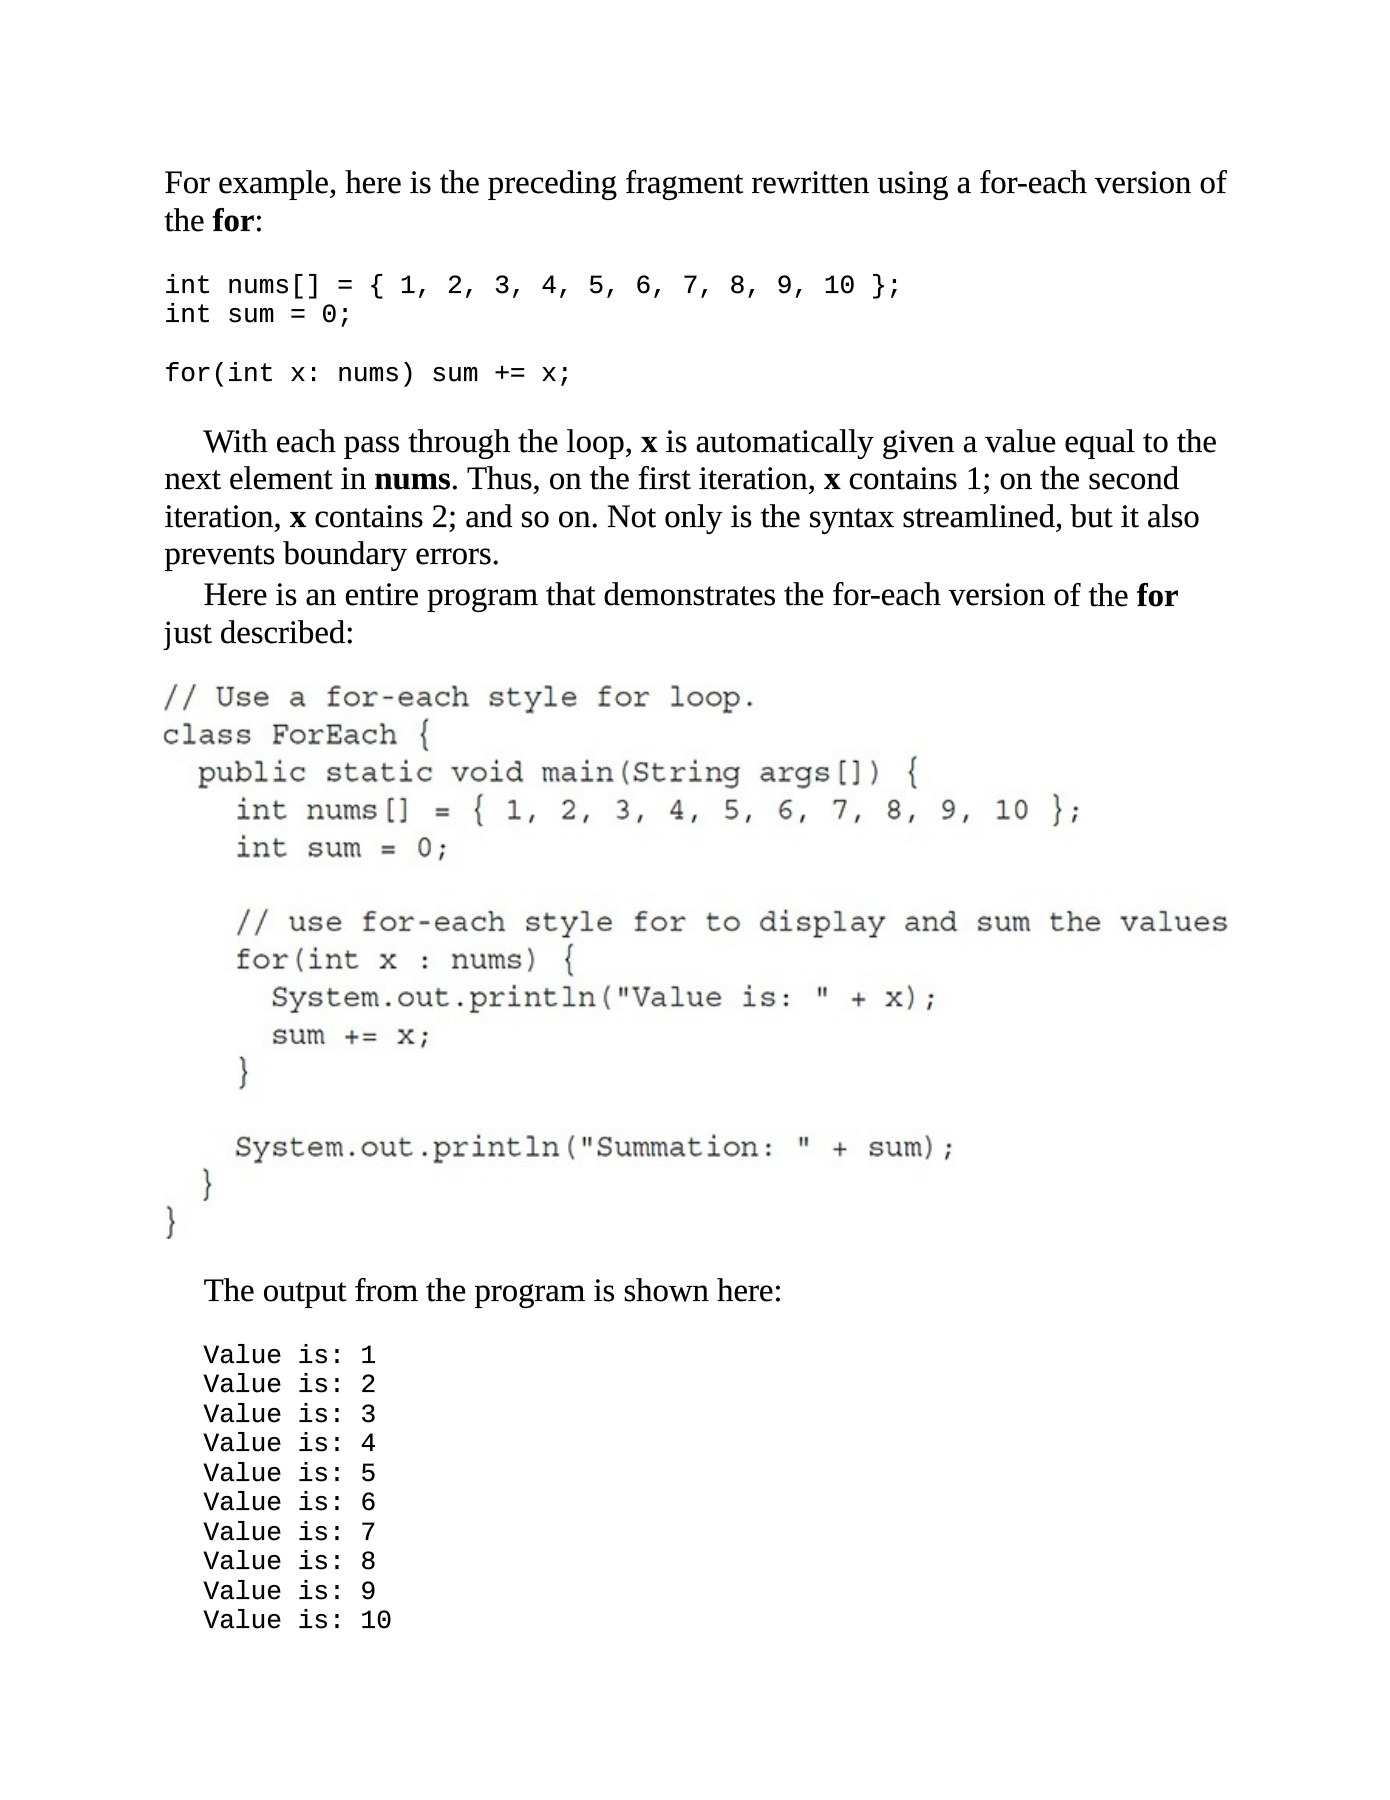 For example, here is the preceding fragment rewritten using a for-each version of
the for:
int nums[] = { 1, 2, 3, 4, 5, 6, 7, 8, 9, 10 };
int sum = 0;
for(int x: nums) sum += x;
With each pass through the loop, x is automatically given a value equal to the
next element in nums. Thus, on the first iteration, x contains 1; on the second
iteration, x contains 2; and so on. Not only is the syntax streamlined, but it also
prevents boundary errors.
Here is an entire program that demonstrates the for-each version of the for
just described:
// Use a for-each style for loop.
class ForEach {
  public static void main(String args[]) {
    int nums[] = { 1, 2, 3, 4, 5, 6, 7, 8, 9, 10 };
    int sum = 0;
    // use for-each style for to display and sum the values
    for(int x : nums) {
      System.out.println("Value is: " + x);
      sum += x;
    }
    System.out.println("Summation: " + sum);
  }
}
The output from the program is shown here:
Value is: 1
Value is: 2
Value is: 3
Value is: 4
Value is: 5
Value is: 6
Value is: 7
Value is: 8
Value is: 9
Value is: 10